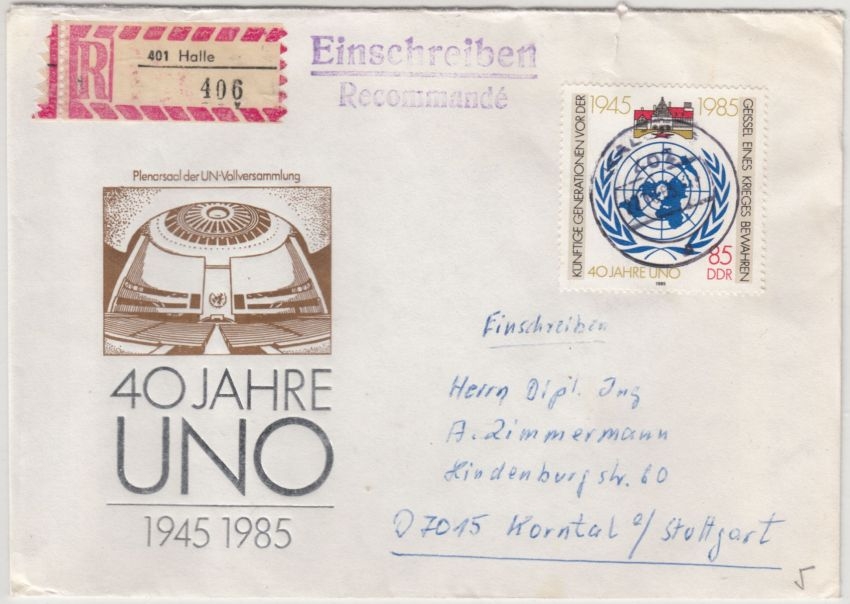 R
401 Halle
406
Einschreiben
Recommandé
Plenarsaal der UN-Vollversammlung
40 JAHRE
UNO
1945 1985
1945 1985
KÜNFTIGE GENERATIONEN VOR DER
GEISSEL EINES KRIEGES BEWAHREN
40 JAHRE UNO
85
DDR
1985
Einschreiben
Herrn Dipl. Ing
A. Zimmermann
Hindenburgstr. 60
D 7015 Korntal a/Stuttgart
5